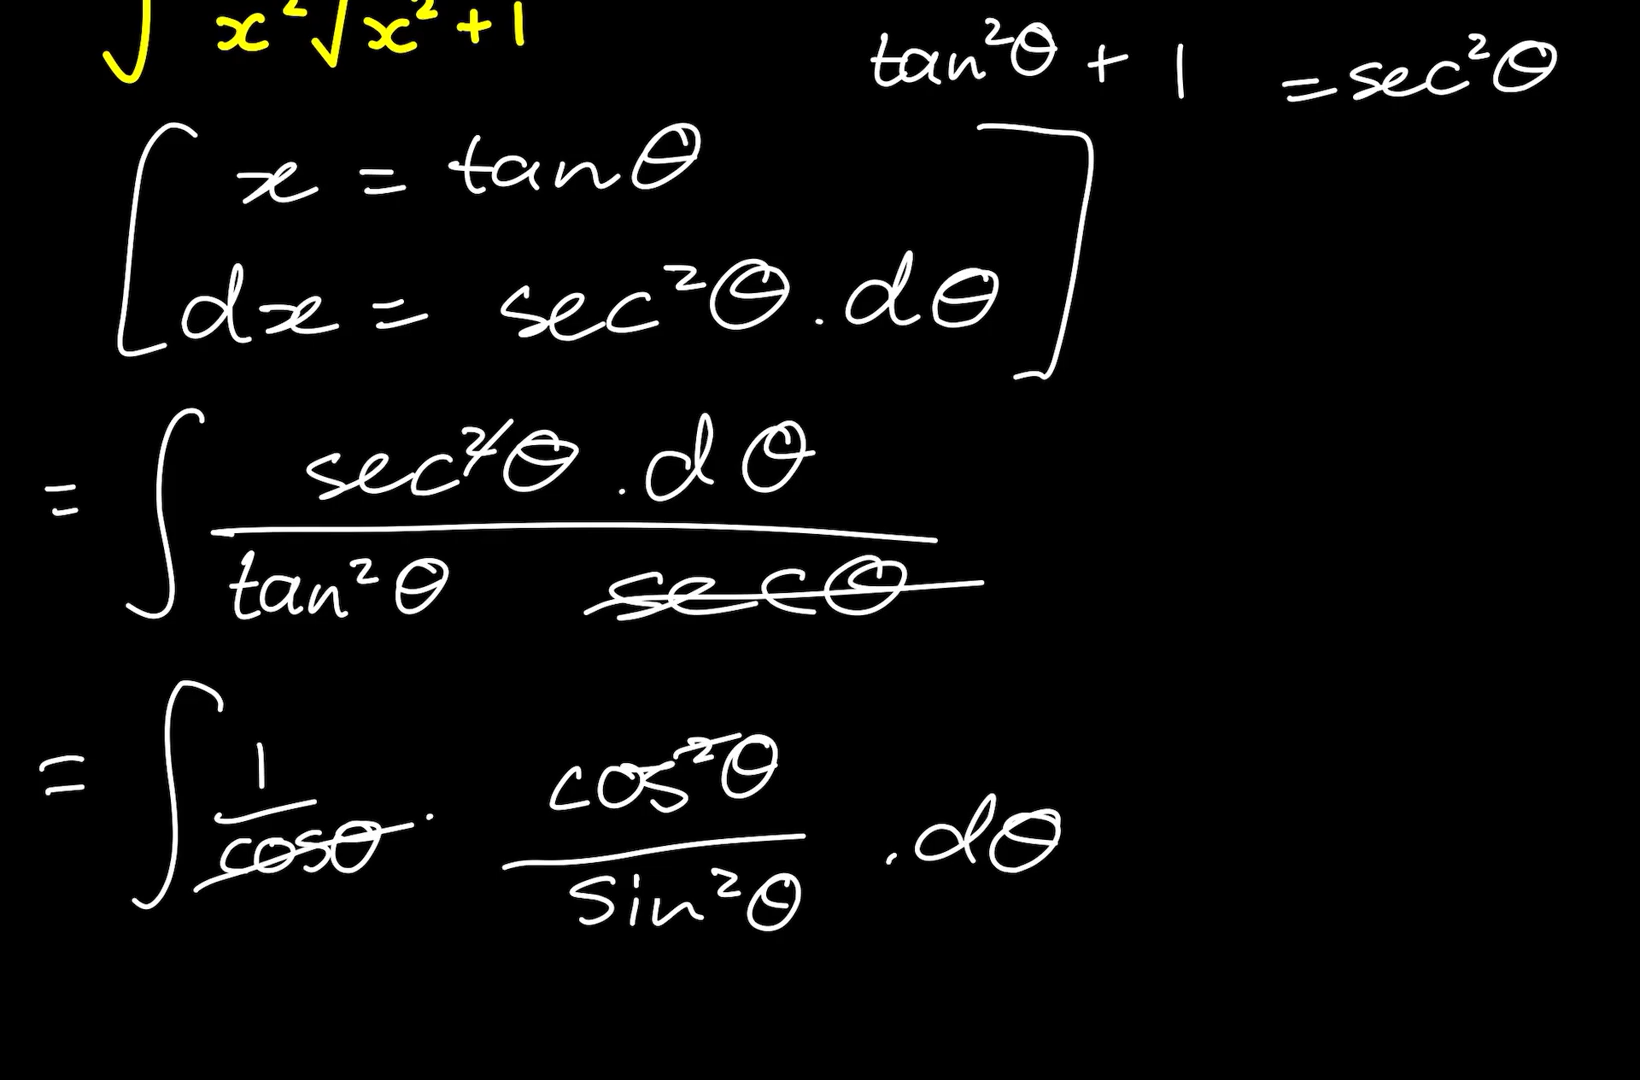 ∫ x²√x²+1
tan²θ + 1 = sec²θ
[ x = tanθ
dx = sec²θ . dθ ]
= ∫ sec²θ . dθ
tan²θ secθ
= ∫ 1/cosθ . cos²θ/sin²θ . dθ